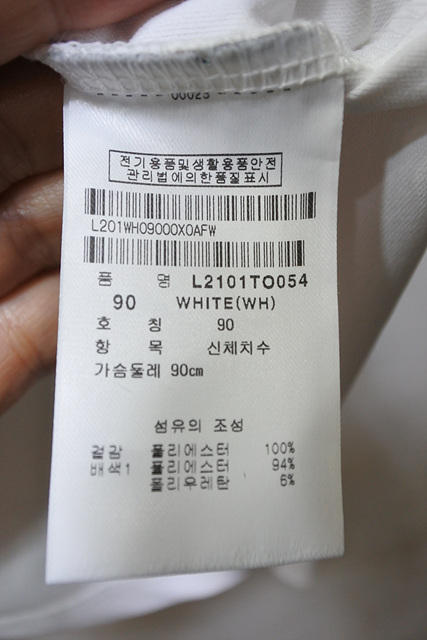 00023
전기용품및생활용품안전
관리법에의한품질표시
L201WH09000X0AFW
품 명 L2101TO054
90 WHITE(WH)
호 칭 90
항 목 신체치수
가슴둘레 90cm
섬유의 조성
겉감 폴리에스터 100%
배색1 폴리에스터 94%
폴리우레탄 6%